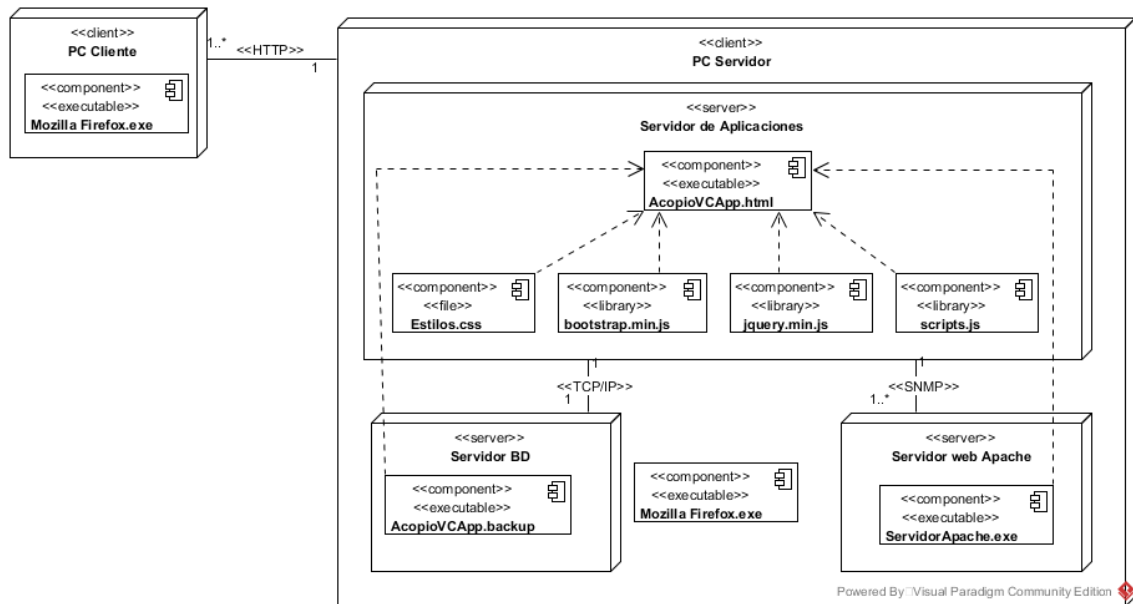 <<client>>
PC Cliente
<<component>>
<<executable>>
Mozilla Firefox.exe
1..*
<<HTTP>>
1
<<client>>
PC Servidor
<<server>>
Servidor de Aplicaciones
<<component>>
<<executable>>
AcopioVCApp.html
<<component>>
<<file>>
Estilos.css
<<component>>
<<library>>
bootstrap.min.js
<<component>>
<<library>>
jquery.min.js
<<component>>
<<library>>
scripts.js
1
<<TCP/IP>>
1
1
<<SNMP>>
1..*
<<server>>
Servidor BD
<<component>>
<<executable>>
AcopioVCApp.backup
<<component>>
<<executable>>
Mozilla Firefox.exe
<<server>>
Servidor web Apache
<<component>>
<<executable>>
ServidorApache.exe
Powered By Visual Paradigm Community Edition